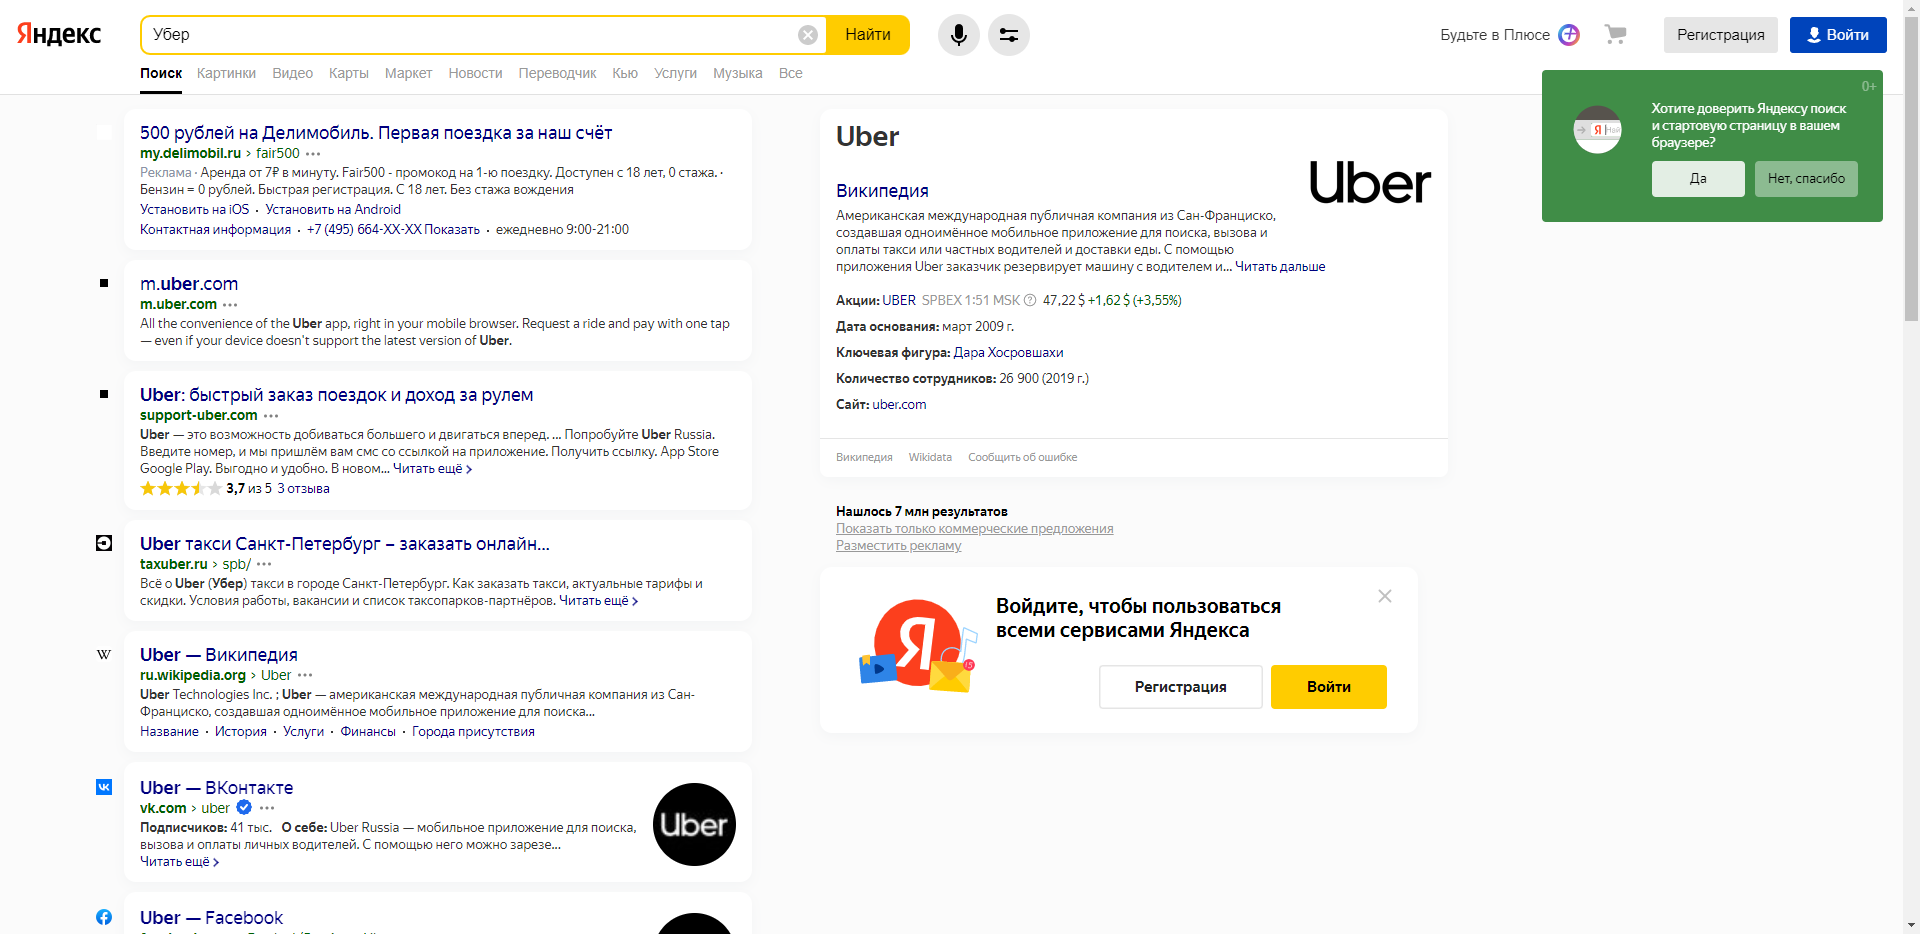 Яндекс
Убер
Найти
Будьте в Плюсе
Регистрация
Войти
Поиск Картинки Видео Карты Маркет Новости Переводчик Кью Услуги Музыка Все
0+
Хотите доверить Яндексу поиск
и стартовую страницу в вашем
браузере?
Да
Нет, спасибо
500 рублей на Делимобиль. Первая поездка за наш счёт
my.delimobil.ru › fair500
Реклама · Аренда от 7₽ в минуту. Fair500 - промокод на 1-ю поездку. Доступен с 18 лет, 0 стажа. ·
Бензин = 0 рублей. Быстрая регистрация. С 18 лет. Без стажа вождения
Установить на iOS · Установить на Android
Контактная информация · +7 (495) 664-XX-XX Показать · ежедневно 9:00-21:00
m.uber.com
m.uber.com
All the convenience of the Uber app, right in your mobile browser. Request a ride and pay with one tap
— even if your device doesn't support the latest version of Uber.
Uber: быстрый заказ поездок и доход за рулем
support-uber.com
Uber — это возможность добиваться большего и двигаться вперед. ... Попробуйте Uber Russia.
Введите номер, и мы пришлём вам смс со ссылкой на приложение. Получить ссылку. App Store
Google Play. Выгодно и удобно. В новом... Читать ещё ›
3,7 из 5 3 отзыва
Uber такси Санкт-Петербург – заказать онлайн...
taxuber.ru › spb/
Всё о Uber (Убер) такси в городе Санкт-Петербург. Как заказать такси, актуальные тарифы и
скидки. Условия работы, вакансии и список таксопарков-партнёров. Читать ещё ›
W
Uber — Википедия
ru.wikipedia.org › Uber
Uber Technologies Inc. ; Uber — американская международная публичная компания из Сан-
Франциско, создавшая одноимённое мобильное приложение для поиска...
Название · История · Услуги · Финансы · Города присутствия
Uber — ВКонтакте
vk.com › uber
Подписчиков: 41 тыс. О себе: Uber Russia — мобильное приложение для поиска,
вызова и оплаты личных водителей. С помощью него можно зарезе...
Читать ещё ›
Uber
Uber — Facebook
Uber
Uber
Википедия
Американская международная публичная компания из Сан-Франциско,
создавшая одноимённое мобильное приложение для поиска, вызова и
оплаты такси или частных водителей и доставки еды. С помощью
приложения Uber заказчик резервирует машину с водителем и... Читать дальше
Акции: UBER SPBEX 1:51 MSK ? 47,22 $ +1,62 $ (+3,55%)
Дата основания: март 2009 г.
Ключевая фигура: Дара Хосровшахи
Количество сотрудников: 26 900 (2019 г.)
Сайт: uber.com
Википедия Wikidata Сообщить об ошибке
Нашлось 7 млн результатов
Показать только коммерческие предложения
Разместить рекламу
Войдите, чтобы пользоваться
всеми сервисами Яндекса
Регистрация
Войти